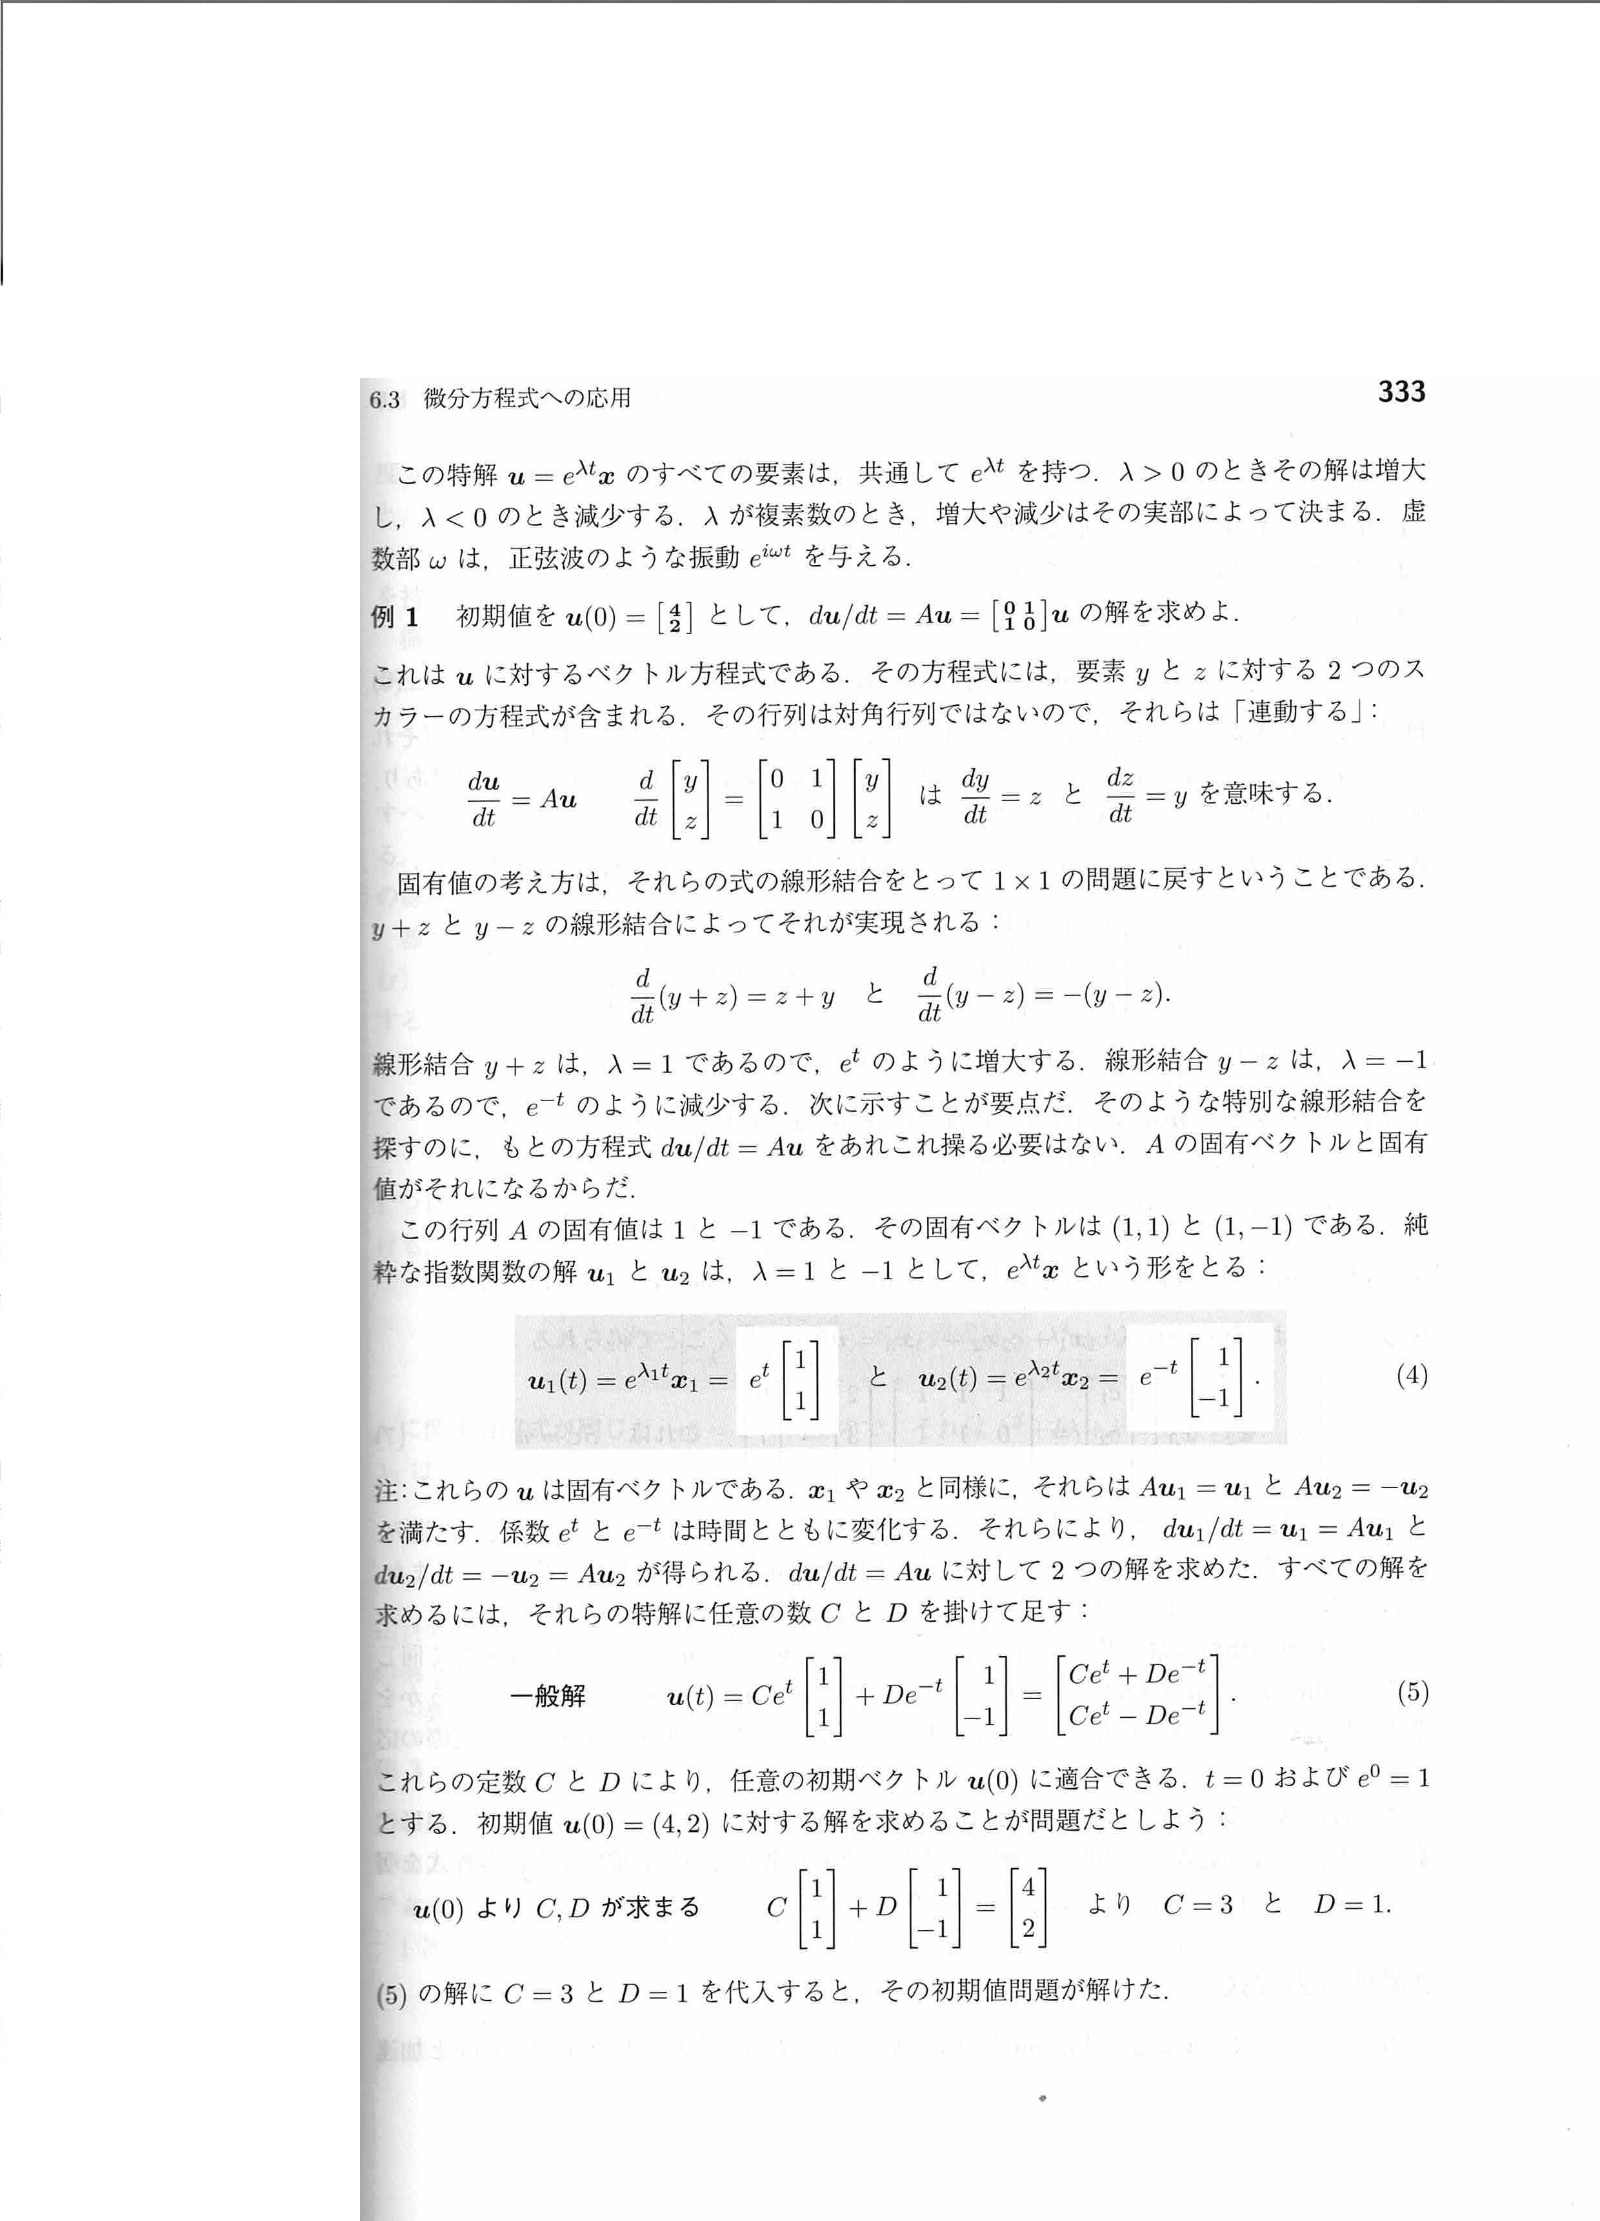 6.3 微分方程式への応用 333
この特解 u = e^{λt}x のすべての要素は，共通して e^{λt} を持つ．λ > 0 のときその解は増大
し，λ < 0 のとき減少する．λ が複素数のとき，増大や減少はその実部によって決まる．虚
数部 ω は，正弦波のような振動 e^{iωt} を与える．
例 1 初期値を u(0) = [4 2] として，du/dt = Au = [0 1 1 0]u の解を求めよ．
これは u に対するベクトル方程式である．その方程式には，要素 y と z に対する 2 つのス
カラーの方程式が含まれる．その行列は対角行列ではないので，それらは「連動する」：
du/dt = Au d/dt [y z] = [0 1 1 0] [y z] は dy/dt = z と dz/dt = y を意味する．
固有値の考え方は，それらの式の線形結合をとって 1 × 1 の問題に戻すということである．
y + z と y − z の線形結合によってそれが実現される：
d/dt (y + z) = z + y と d/dt (y − z) = −(y − z).
線形結合 y + z は，λ = 1 であるので，e^t のように増大する．線形結合 y − z は，λ = −1
であるので，e^{−t} のように減少する．次に示すことが要点だ．そのような特別な線形結合を
探すのに，もとの方程式 du/dt = Au をあれこれ操る必要はない．A の固有ベクトルと固有
値がそれになるからだ．
この行列 A の固有値は 1 と −1 である．その固有ベクトルは (1, 1) と (1, −1) である．純
粋な指数関数の解 u₁ と u₂ は，λ = 1 と −1 として，e^{λt}x という形をとる：
u₁(t) = e^{λ₁t}x₁ = e^t [1 1] と u₂(t) = e^{λ₂t}x₂ = e^{−t} [1 −1]. (4)
注：これらの u は固有ベクトルである．x₁ や x₂ と同様に，それらは Au₁ = u₁ と Au₂ = −u₂
を満たす．係数 e^t と e^{−t} は時間とともに変化する．それらにより，du₁/dt = u₁ = Au₁ と
du₂/dt = −u₂ = Au₂ が得られる．du/dt = Au に対して 2 つの解を求めた．すべての解を
求めるには，それらの特解に任意の数 C と D を掛けて足す：
一般解 u(t) = Ce^t [1 1] + De^{−t} [1 −1] = [Ce^t + De^{−t} Ce^t − De^{−t}]. (5)
これらの定数 C と D により，任意の初期ベクトル u(0) に適合できる．t = 0 および e^0 = 1
とする．初期値 u(0) = (4, 2) に対する解を求めることが問題だとしよう：
u(0) より C, D が求まる C [1 1] + D [1 −1] = [4 2] より C = 3 と D = 1.
(5) の解に C = 3 と D = 1 を代入すると，その初期値問題が解けた．